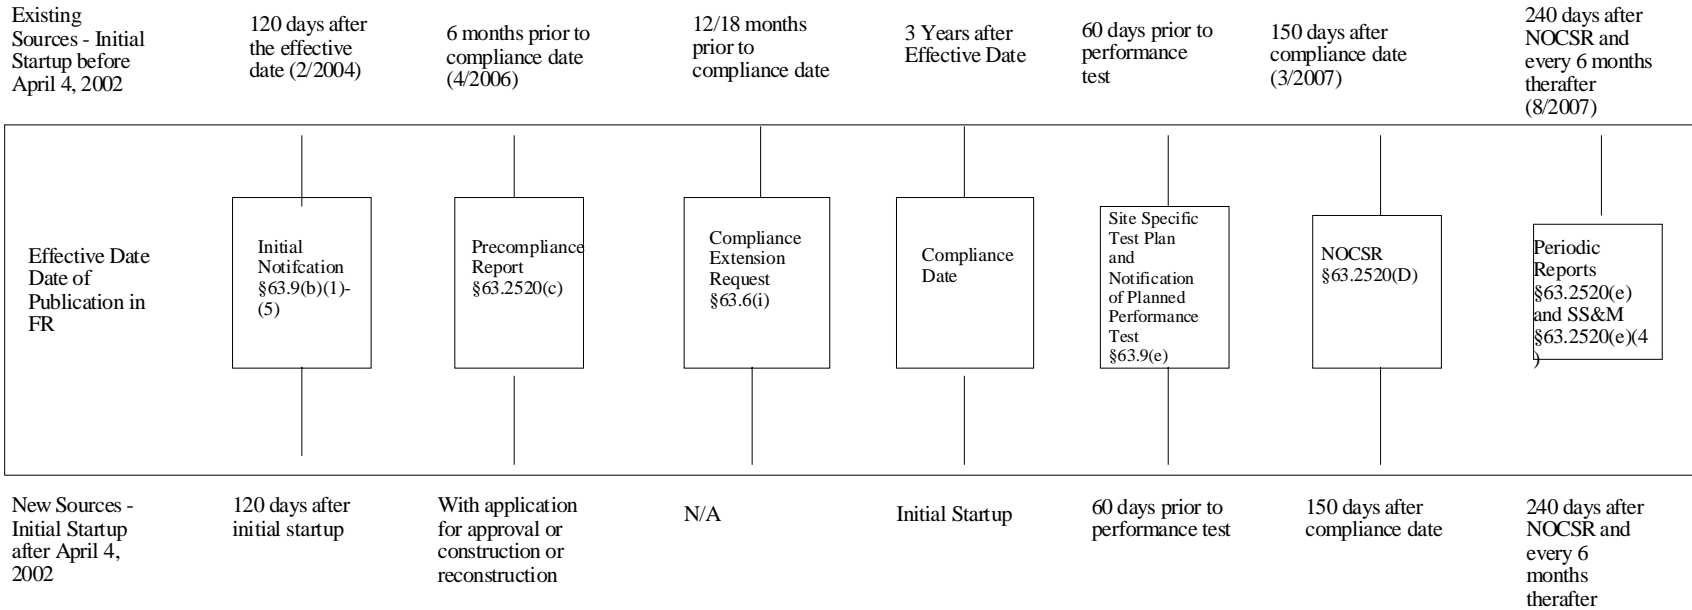 Existing
Sources - Initial
Startup before
April 4, 2002
120 days after
the effective
date (2/2004)
6 months prior to
compliance date
(4/2006)
12/18 months
prior to
compliance date
3 Years after
Effective Date
60 days prior to
performance
test
150 days after
compliance date
(3/2007)
240 days after
NOCSR and
every 6 months
therafter
(8/2007)
Effective Date
Date of
Publication in
FR
Initial
Notifcation
§63.9(b)(1)-
(5)
Precompliance
Report
§63.2520(c)
Compliance
Extension
Request
§63.6(i)
Compliance
Date
Site Specific
Test Plan
and
Notification
of Planned
Performance
Test
§63.9(e)
NOCSR
§63.2520(D)
Periodic
Reports
§63.2520(e)
and SS&M
§63.2520(e)(4
)
New Sources -
Initial Startup
after April 4,
2002
120 days after
initial startup
With application
for approval or
construction or
reconstruction
N/A
Initial Startup
60 days prior to
performance test
150 days after
compliance date
240 days after
NOCSR and
every 6
months
therafter